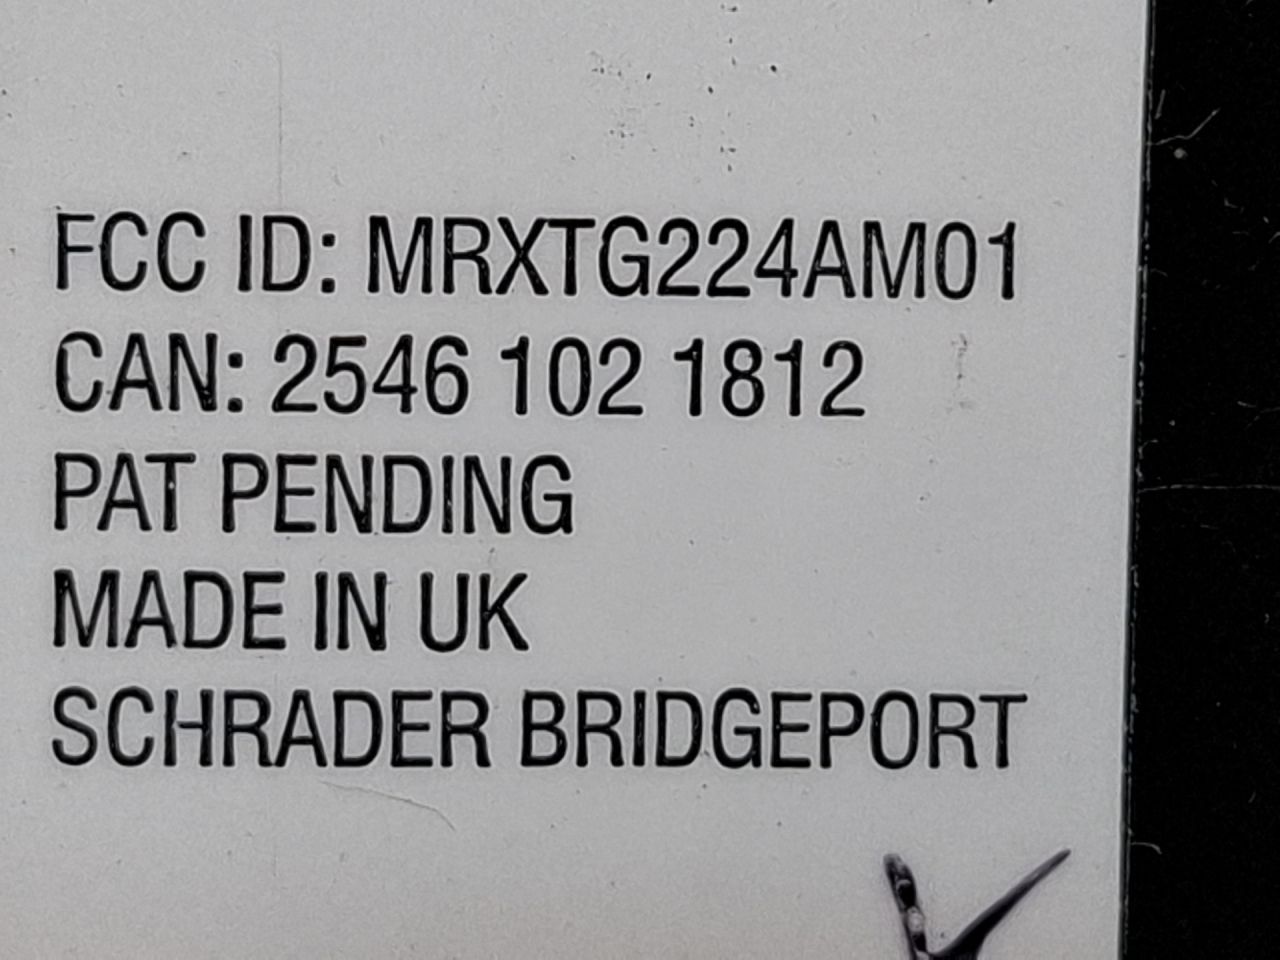 FCC ID: MRXTG224AM01
CAN: 2546 102 1812
PAT PENDING
MADE IN UK
SCHRADER BRIDGEPORT